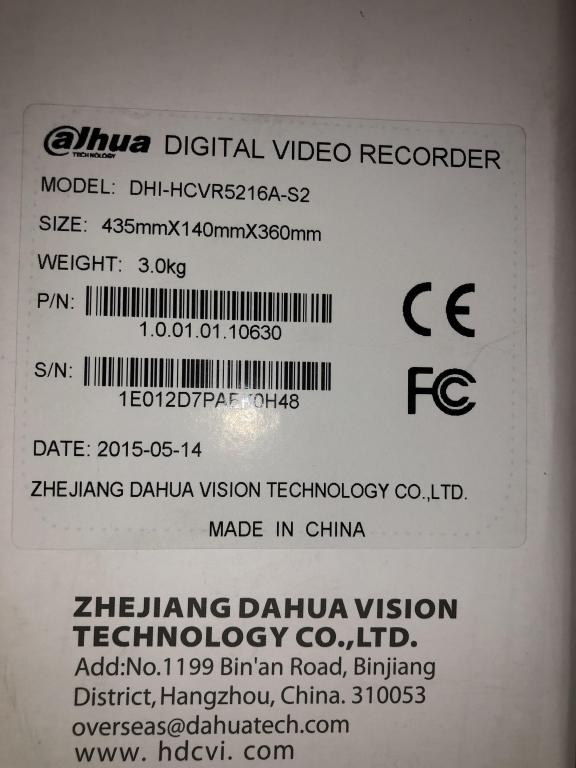 alhua DIGITAL VIDEO RECORDER
TECHNOLOGY
MODEL: DHI-HCVR5216A-S2
SIZE: 435mmX140mmX360mm
WEIGHT: 3.0kg
P/N:
1.0.01.01.10630
S/N:
DATE: 2015-05-14
ZHEJIANG DAHUA VISION TECHNOLOGY CO.,LTD.
MADE IN CHINA
CE
FC
ZHEJIANG DAHUA VISION
TECHNOLOGY CO.,LTD.
Add:No.1199 Bin'an Road, Binjiang
District, Hangzhou, China. 310053
overseas@dahuatech.com
www. hdcvi. com